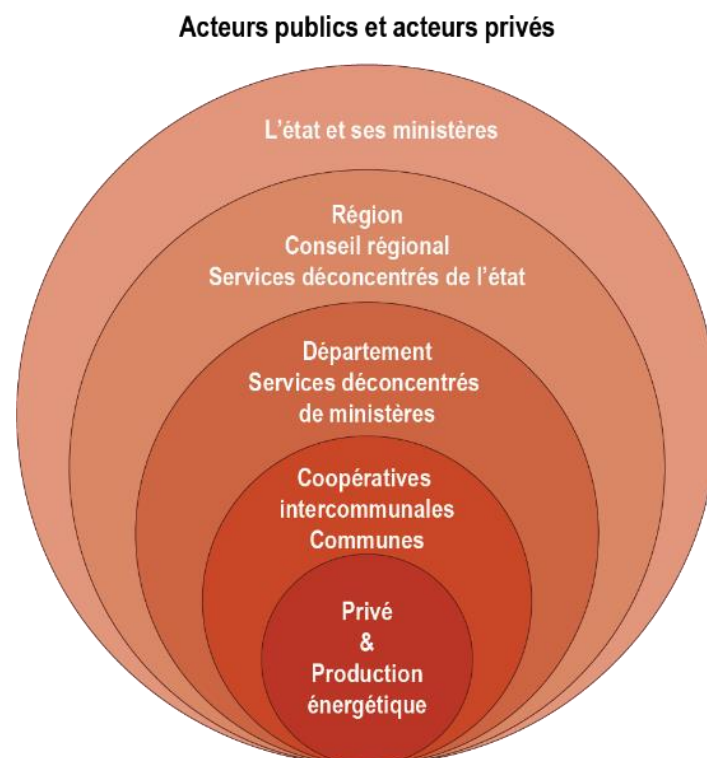 Acteurs publics et acteurs privés
L'état et ses ministères
Région
Conseil régional
Services déconcentrés de l'état
Département
Services déconcentrés
de ministères
Coopératives
intercommunales
Communes
Privé
&
Production
énergétique